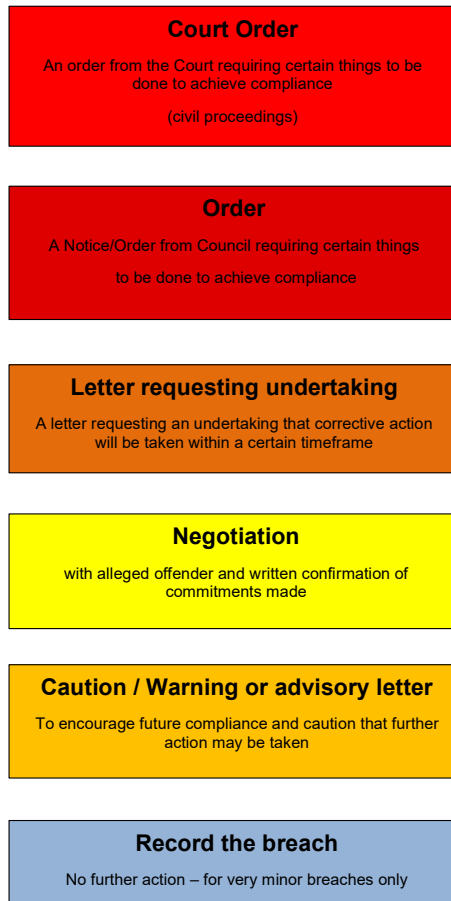 Court Order
An order from the Court requiring certain things to be
done to achieve compliance
(civil proceedings)
Order
A Notice/Order from Council requiring certain things
to be done to achieve compliance
Letter requesting undertaking
A letter requesting an undertaking that corrective action
will be taken within a certain timeframe
Negotiation
with alleged offender and written confirmation of
commitments made
Caution / Warning or advisory letter
To encourage future compliance and caution that further
action may be taken
Record the breach
No further action – for very minor breaches only